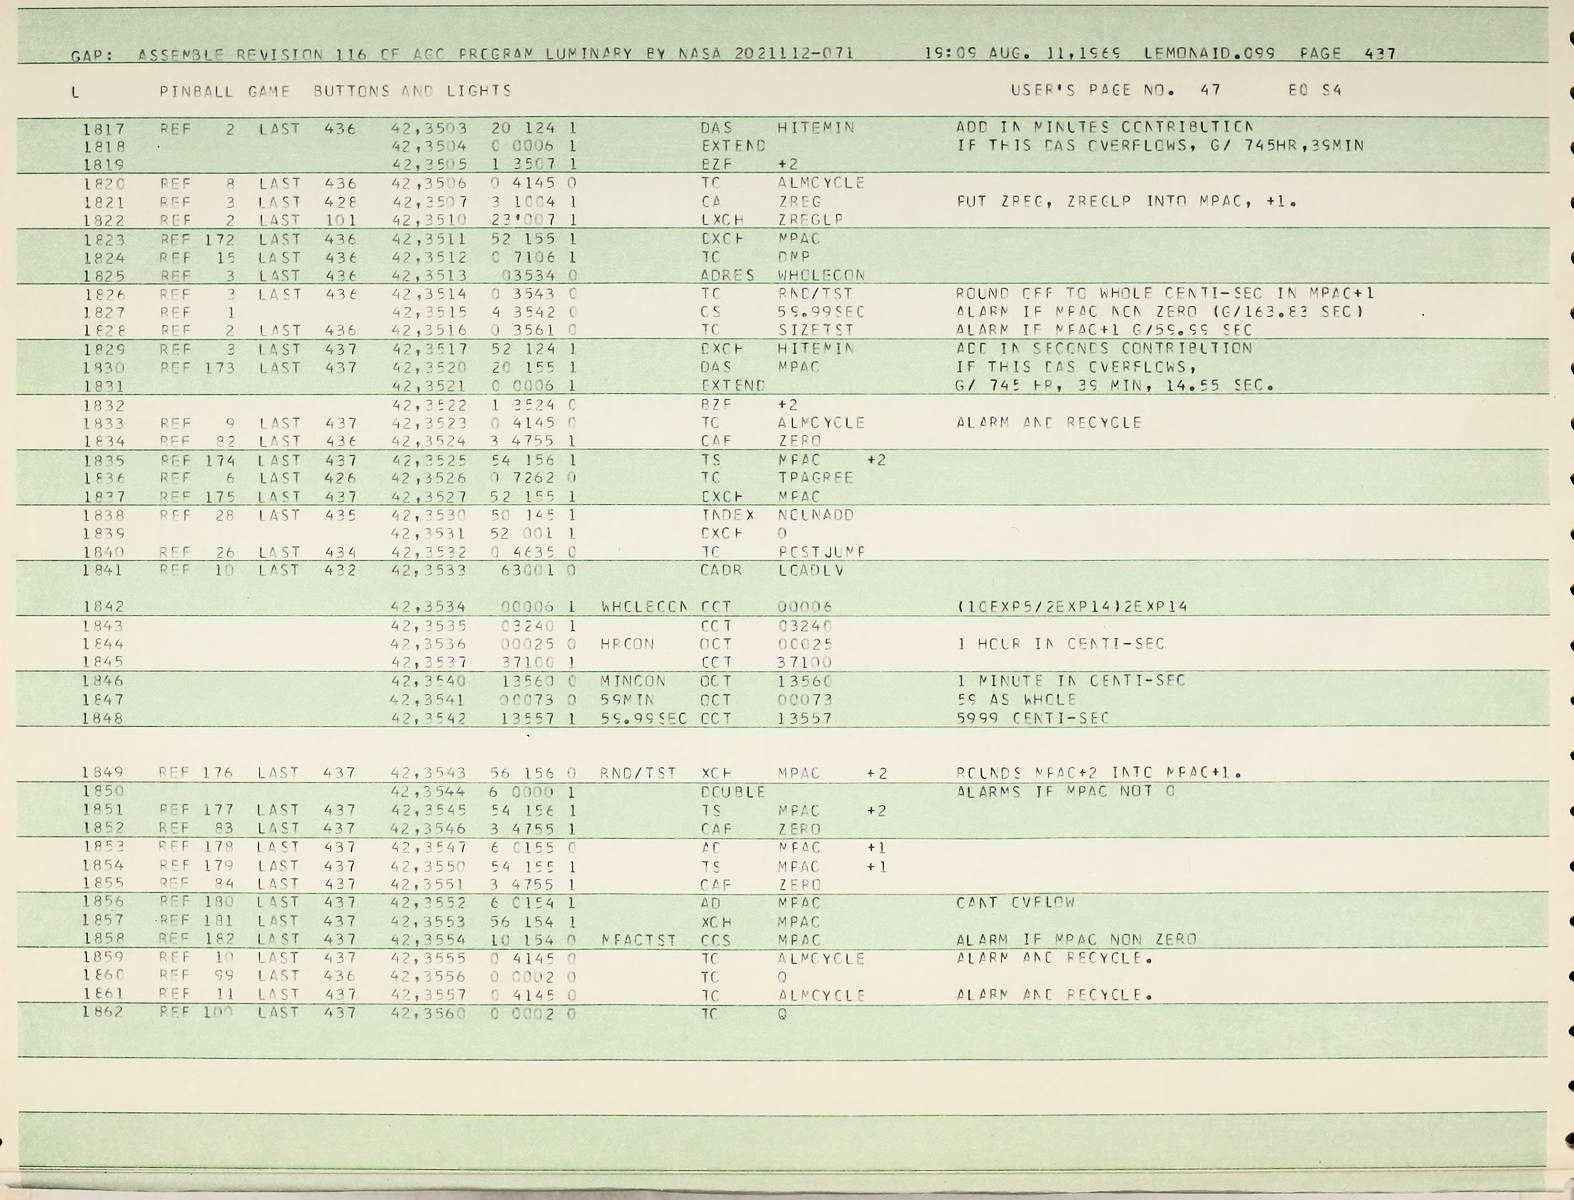 GAP: ASSEMBLE REVISION 116 OF AGC PROGRAM LUMINARY BY NASA 2021112-071 19:09 AUG. 11,1969 LEMONAID.099 PAGE 437
L PINBALL GAME BUTTONS AND LIGHTS USER'S PAGE NO. 47 E0 S4
1817 REF 2 LAST 436 42,3503 20 124 1 DAS HITEMIN ADD IN MINUTES CONTRIBUTION
1818 42,3504 0 0006 1 EXTEND IF THIS DAS OVERFLOWS, G/ 745HR,39MIN
1819 42,3505 1 3507 1 BZF +2
1820 REF 8 LAST 436 42,3506 0 4145 0 TC ALMCYCLE
1821 REF 3 LAST 428 42,3507 3 1004 1 CA ZREG PUT ZREG, ZREGLP INTO MPAC, +1.
1822 REF 2 LAST 101 42,3510 23'007 1 LXCH ZREGLP
1823 REF 172 LAST 436 42,3511 52 155 1 DXCH MPAC
1824 REF 15 LAST 436 42,3512 0 7106 1 TC DMP
1825 REF 3 LAST 436 42,3513 03534 0 ADRES WHOLECON
1826 REF 3 LAST 436 42,3514 0 3543 0 TC RND/TST ROUND OFF TO WHOLE CENTI-SEC IN MPAC+1
1827 REF 1 42,3515 4 3542 0 CS 59.99SEC ALARM IF MPAC NON ZERO (G/163.83 SEC)
1828 REF 2 LAST 436 42,3516 0 3561 0 TC SIZETST ALARM IF MPAC+1 G/59.99 SEC
1829 REF 3 LAST 437 42,3517 52 124 1 DXCH HITEMIN ADD IN SECONDS CONTRIBUTION
1830 REF 173 LAST 437 42,3520 20 155 1 DAS MPAC IF THIS DAS OVERFLOWS,
1831 42,3521 0 0006 1 EXTEND G/ 745 HR, 39 MIN, 14.55 SEC.
1832 42,3522 1 3524 0 BZF +2
1833 REF 9 LAST 437 42,3523 0 4145 0 TC ALMCYCLE ALARM AND RECYCLE
1834 REF 82 LAST 436 42,3524 3 4755 1 CAF ZERO
1835 REF 174 LAST 437 42,3525 54 156 1 TS MPAC +2
1836 REF 6 LAST 426 42,3526 0 7262 0 TC TPAGREE
1837 REF 175 LAST 437 42,3527 52 155 1 DXCH MPAC
1838 REF 28 LAST 435 42,3530 50 145 1 INDEX NOUNADD
1839 42,3531 52 001 1 DXCH 0
1840 REF 26 LAST 434 42,3532 0 4635 0 TC POSTJUMP
1841 REF 10 LAST 432 42,3533 63001 0 CADR LOADLV
1842 42,3534 00006 1 WHOLECON OCT 00006 (10EXP5/2EXP14)2EXP14
1843 42,3535 03240 1 OCT 03240
1844 42,3536 00025 0 HRCON OCT 00025 1 HOUR IN CENTI-SEC
1845 42,3537 37100 1 OCT 37100
1846 42,3540 13560 0 MINCON OCT 13560 1 MINUTE IN CENTI-SEC
1847 42,3541 00073 0 59MIN OCT 00073 59 AS WHOLE
1848 42,3542 13557 1 59.99SEC OCT 13557 5999 CENTI-SEC
1849 REF 176 LAST 437 42,3543 56 156 0 RND/TST XCH MPAC +2 ROUNDS MPAC+2 INTO MPAC+1.
1850 42,3544 6 0000 1 DOUBLE ALARMS IF MPAC NOT 0
1851 REF 177 LAST 437 42,3545 54 156 1 TS MPAC +2
1852 REF 83 LAST 437 42,3546 3 4755 1 CAF ZERO
1853 REF 178 LAST 437 42,3547 6 0155 0 AD MPAC +1
1854 REF 179 LAST 437 42,3550 54 155 1 TS MPAC +1
1855 REF 84 LAST 437 42,3551 3 4755 1 CAF ZERO
1856 REF 180 LAST 437 42,3552 6 0154 1 AD MPAC CANT OVFLOW
1857 REF 181 LAST 437 42,3553 56 154 1 XCH MPAC
1858 REF 182 LAST 437 42,3554 10 154 0 MPACTST CCS MPAC ALARM IF MPAC NON ZERO
1859 REF 10 LAST 437 42,3555 0 4145 0 TC ALMCYCLE ALARM AND RECYCLE.
1860 REF 99 LAST 436 42,3556 0 0002 0 TC Q
1861 REF 11 LAST 437 42,3557 0 4145 0 TC ALMCYCLE ALARM AND RECYCLE.
1862 REF 100 LAST 437 42,3560 0 0002 0 TC Q